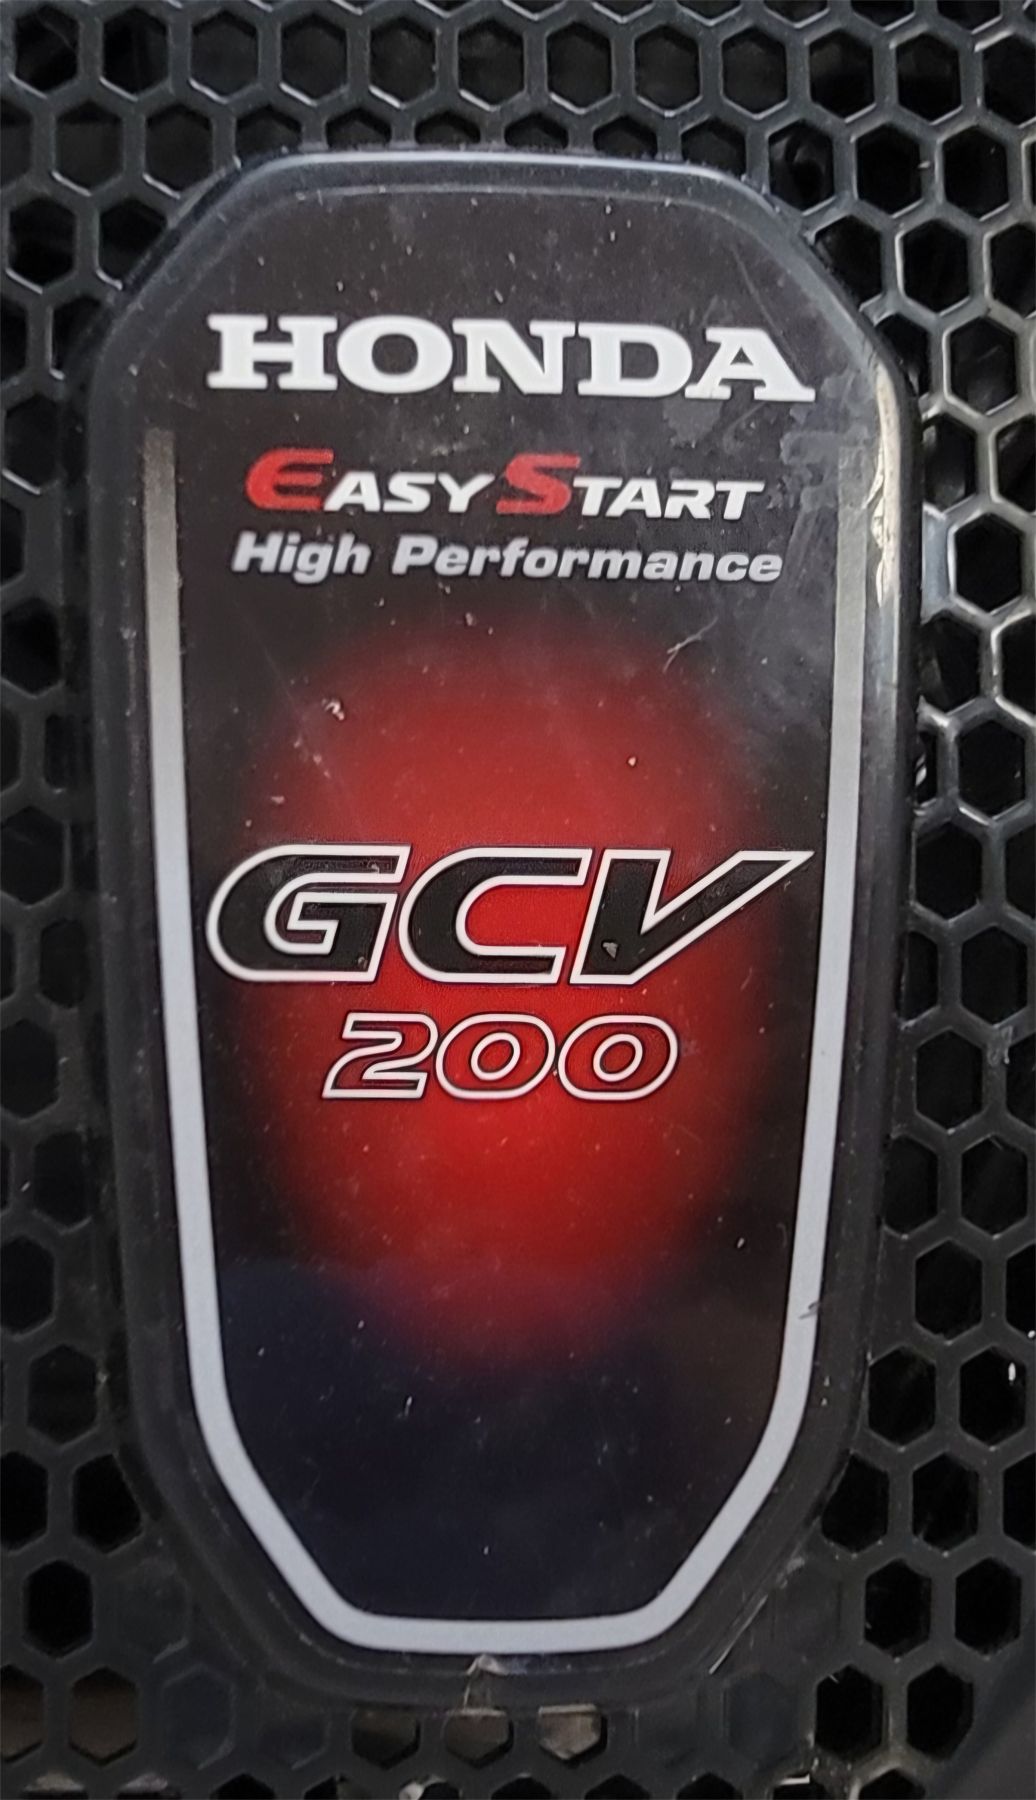 HONDA
EASY START
High Performance
GCV
200